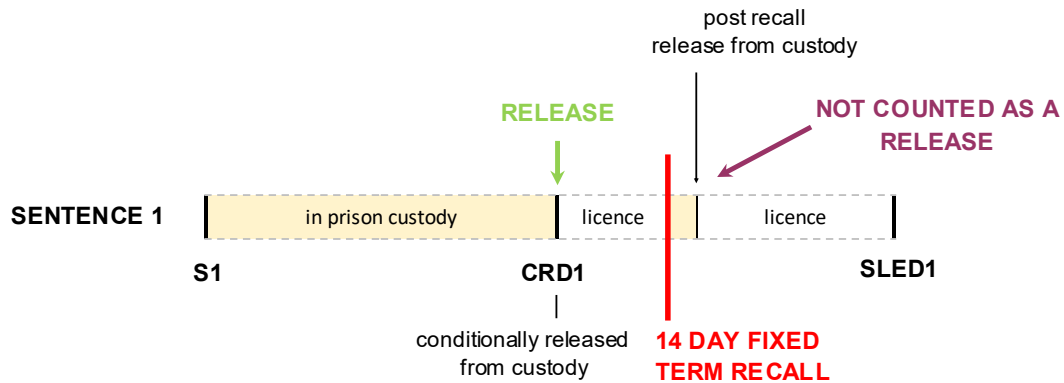 post recall
release from custody
RELEASE
NOT COUNTED AS A
RELEASE
SENTENCE 1
in prison custody
licence
licence
S1
CRD1
SLED1
conditionally released
from custody
14 DAY FIXED
TERM RECALL